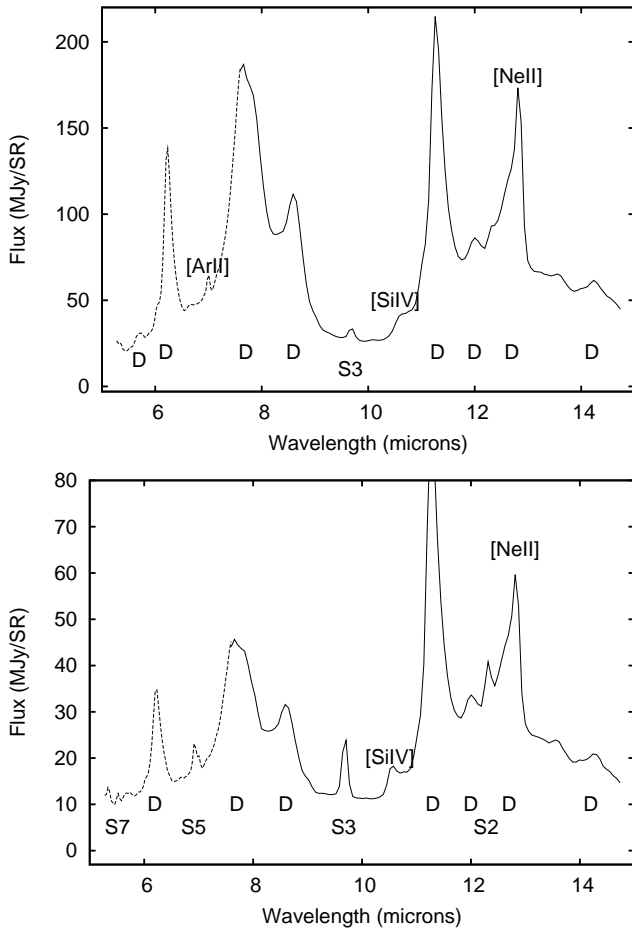 200
150
100
50
0
Flux (MJy/SR)
[NeII]
[ArII]
[SiIV]
D D D D D D D D
S3
6 8 10 12 14
Wavelength (microns)
80
70
60
50
40
30
20
10
0
Flux (MJy/SR)
[NeII]
[SiIV]
D D D D D D D
S7 S5 S3 S2
6 8 10 12 14
Wavelength (microns)